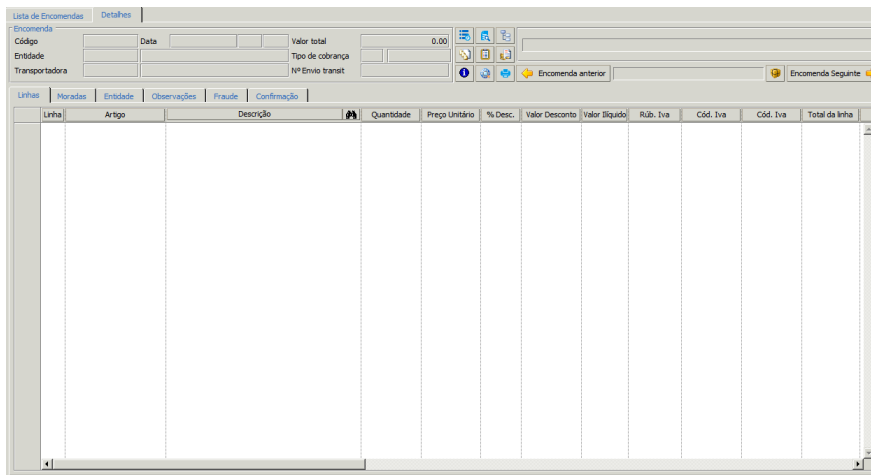 Lista de Encomendas Detalhes
Encomenda
Código Data Valor total 0.00
Entidade Tipo de cobrança
Transportadora Nº Envio transit Encomenda anterior Encomenda Seguinte
Linhas Moradas Entidade Observações Fraude Confirmação
Linha Artigo Descrição Quantidade Preço Unitário % Desc. Valor Desconto Valor Ilíquido Rúb. Iva Cód. Iva Cód. Iva Total da linha